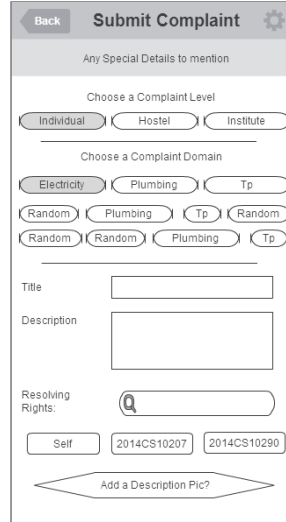 Back Submit Complaint
Any Special Details to mention
Choose a Complaint Level
Individual Hostel Institute
Choose a Complaint Domain
Electricity Plumbing Tp
Random Plumbing Tp Random
Random Random Plumbing Tp
Title
Description
Resolving
Rights:
Self 2014CS10207 2014CS10290
Add a Description Pic?